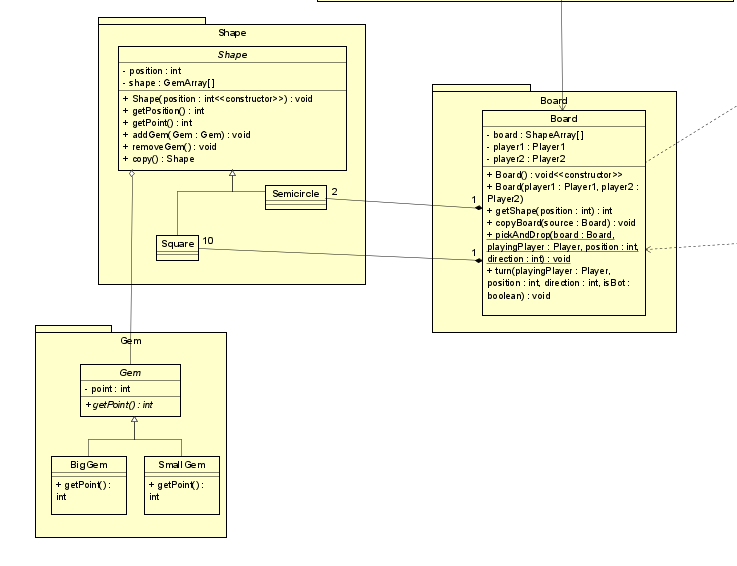 Shape
Shape
- position : int
- shape : GemArray[]
+ Shape(position : int<<constructor>>) : void
+ getPosition() : int
+ getPoint() : int
+ addGem(Gem : Gem) : void
+ removeGem() : void
+ copy() : Shape
Semicircle
2
Square
10
Board
Board
- board : ShapeArray[]
- player1 : Player1
- player2 : Player2
+ Board() : void<<constructor>>
+ Board(player1 : Player1, player2 :
Player2)
+ getShape(position : int) : int
+ copyBoard(source : Board) : void
+ pickAndDrop(board : Board,
playingPlayer : Player, position : int,
direction : int) : void
+ turn(playingPlayer : Player,
position : int, direction : int, isBot :
boolean) : void
1
1
Gem
Gem
- point : int
+ getPoint() : int
BigGem
+ getPoint() :
int
SmallGem
+ getPoint() :
int